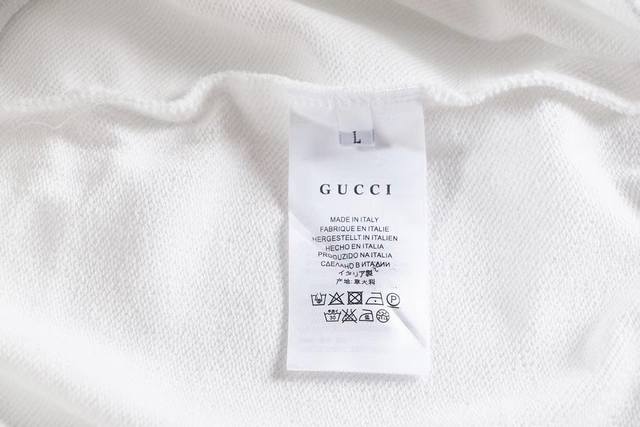 L
GUCCI
MADE IN ITALY
FABRIQUE EN ITALIE
HERGESTELLT IN ITALIEN
HECHO EN ITALIA
PRODUZIDO NA ITALIA
СДЕЛАНО В ИТАЛИИ
イタリア製
产地:意大利
30